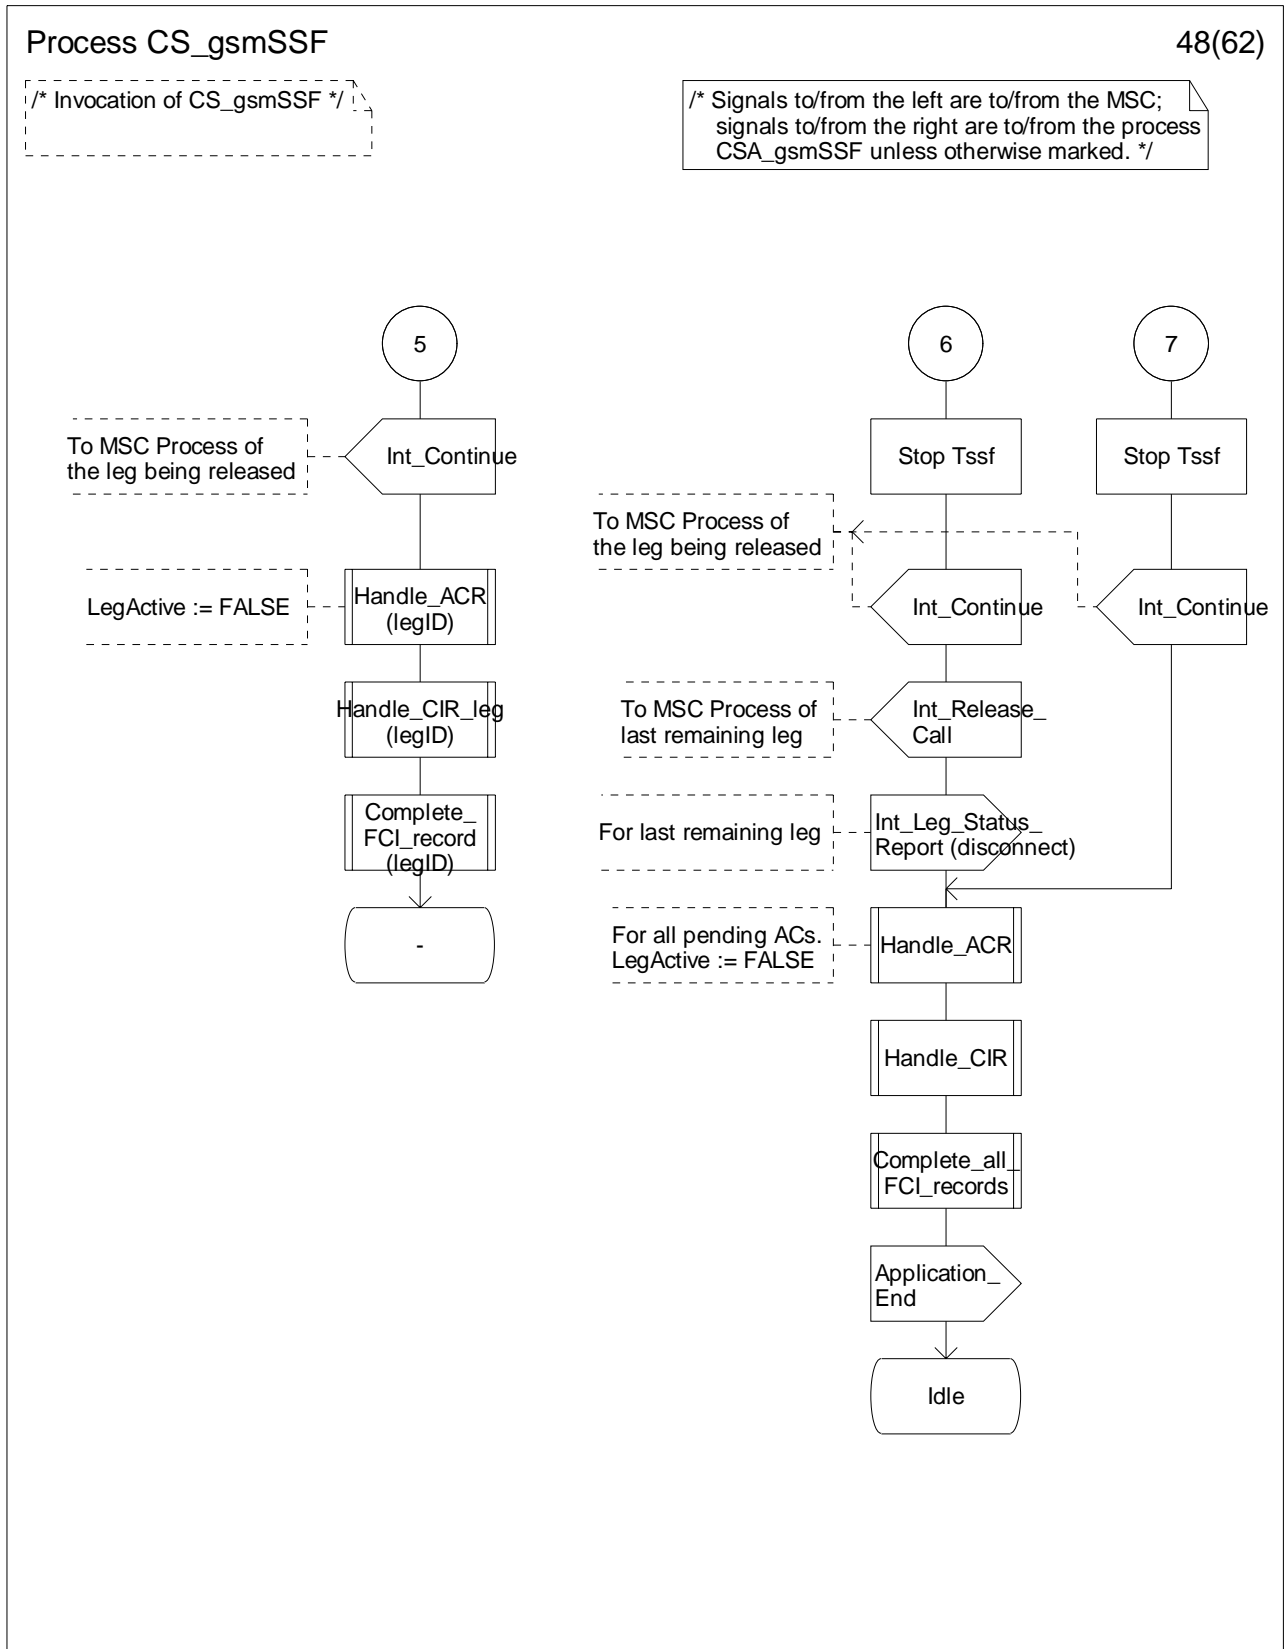 Process CS_gsmSSF
48(62)
/* Invocation of CS_gsmSSF */
/* Signals to/from the left are to/from the MSC;
signals to/from the right are to/from the process
CSA_gsmSSF unless otherwise marked. */
5
To MSC Process of
the leg being released
Int_Continue
LegActive := FALSE
Handle_ACR
(legID)
Handle_CIR_leg
(legID)
Complete_
FCI_record
(legID)
-
6
7
Stop Tssf
Stop Tssf
To MSC Process of
the leg being released
Int_Continue
Int_Continue
To MSC Process of
last remaining leg
Int_Release_
Call
For last remaining leg
Int_Leg_Status_
Report (disconnect)
For all pending ACs.
LegActive := FALSE
Handle_ACR
Handle_CIR
Complete_all_
FCI_records
Application_
End
Idle